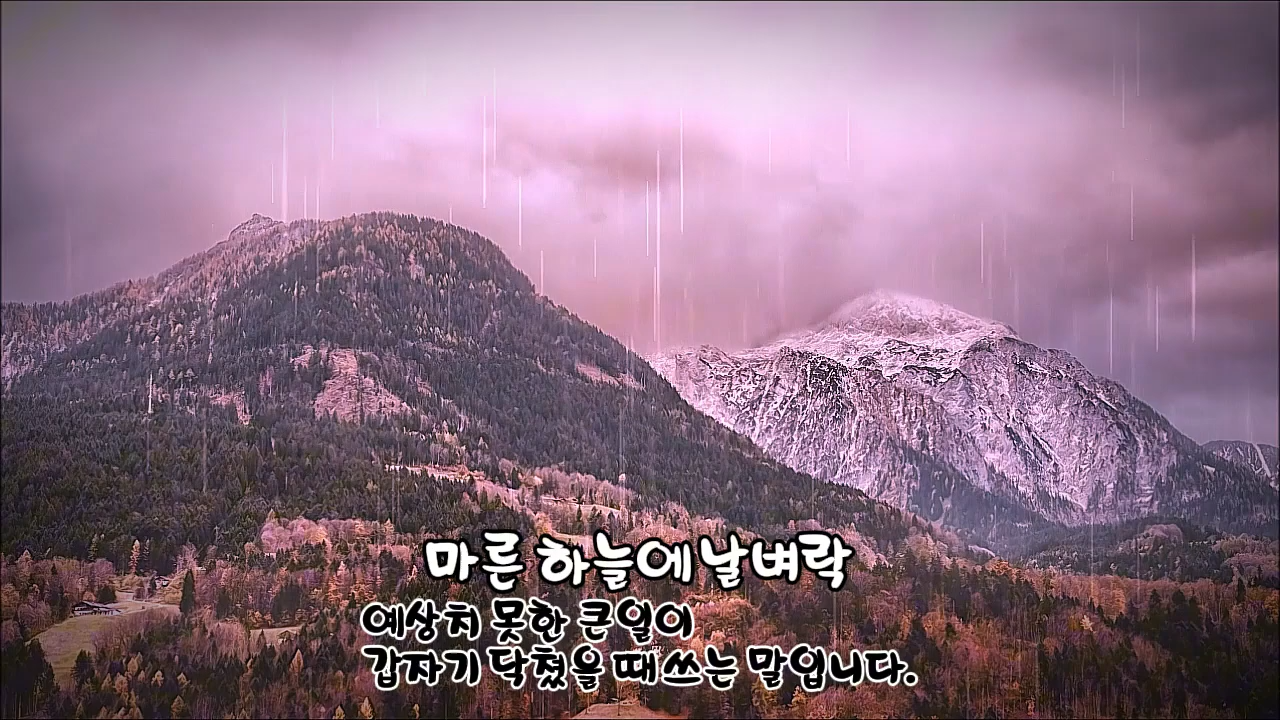 마른 하늘에 날벼락
예상치 못한 큰일이
갑자기 닥쳤을 때 쓰는 말입니다.